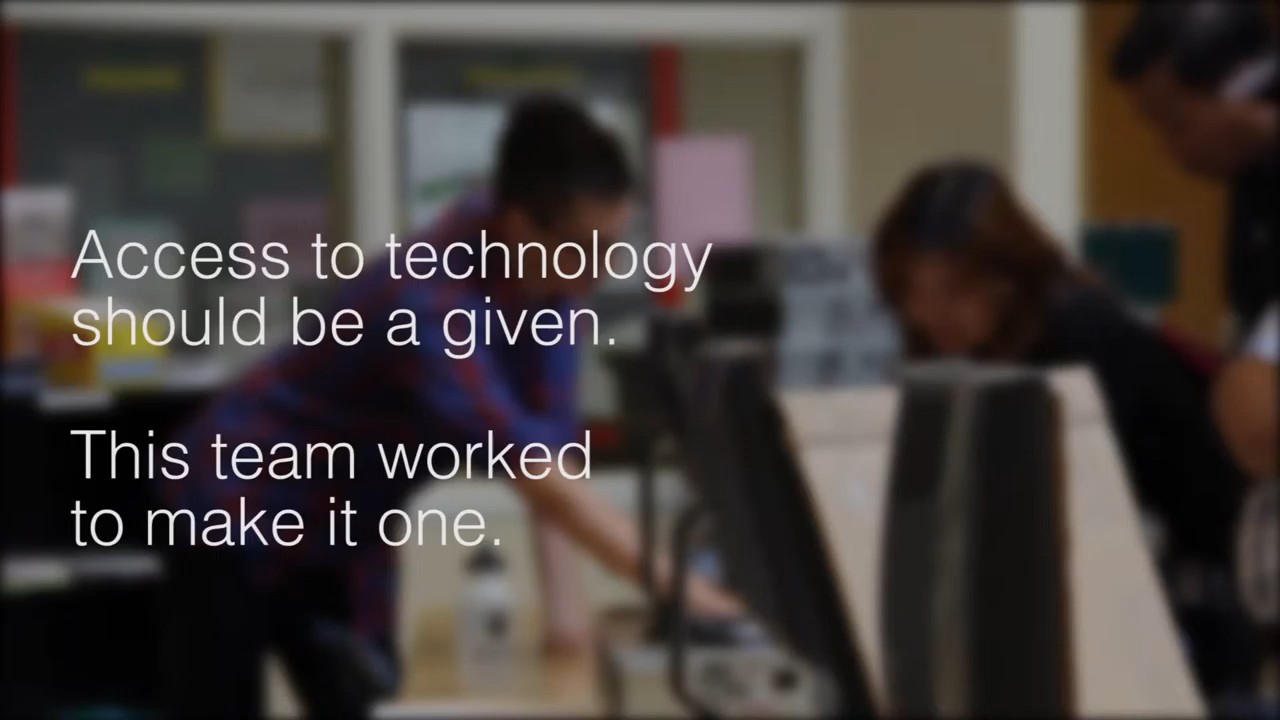 Access to technology
should be a given.
This team worked
to make it one.